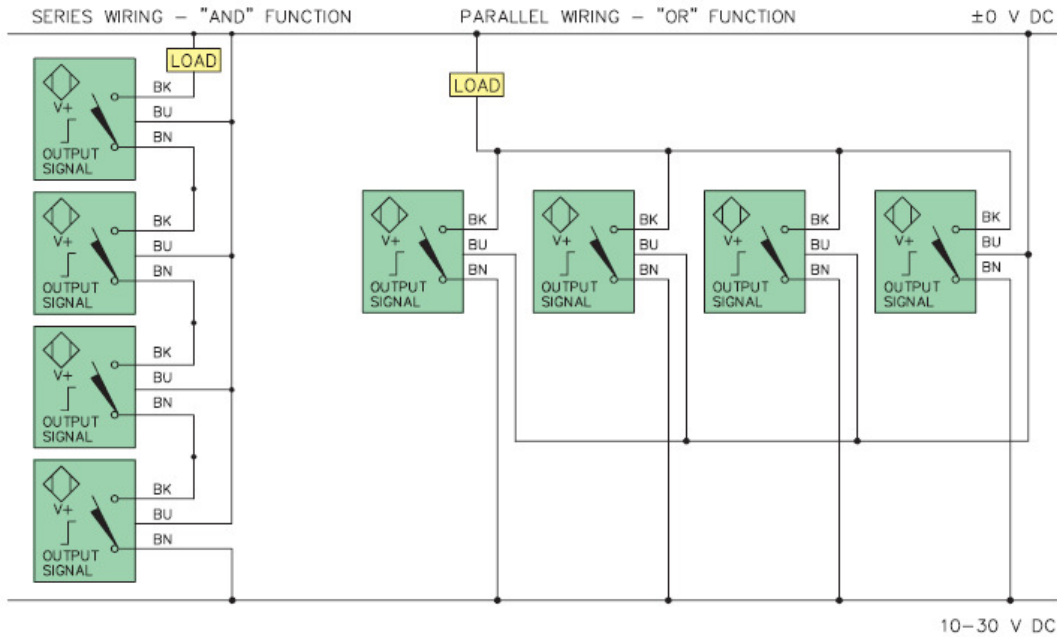 SERIES WIRING – "AND" FUNCTION
PARALLEL WIRING – "OR" FUNCTION
±0 V DC
LOAD
V+
OUTPUT
SIGNAL
BK
BU
BN
V+
OUTPUT
SIGNAL
BK
BU
BN
V+
OUTPUT
SIGNAL
BK
BU
BN
V+
OUTPUT
SIGNAL
BK
BU
BN
LOAD
V+
OUTPUT
SIGNAL
BK
BU
BN
V+
OUTPUT
SIGNAL
BK
BU
BN
V+
OUTPUT
SIGNAL
BK
BU
BN
V+
OUTPUT
SIGNAL
BK
BU
BN
10–30 V DC